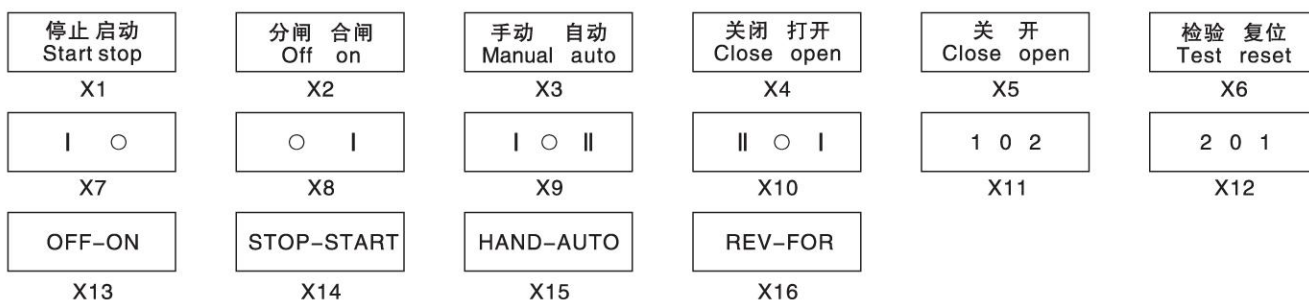 停止 启动
Start stop
X1
分闸 合闸
Off on
X2
手动 自动
Manual auto
X3
关闭 打开
Close open
X4
关 开
Close open
X5
检验 复位
Test reset
X6
I ○
X7
○ I
X8
I ○ II
X9
II ○ I
X10
1 0 2
X11
2 0 1
X12
OFF-ON
X13
STOP-START
X14
HAND-AUTO
X15
REV-FOR
X16